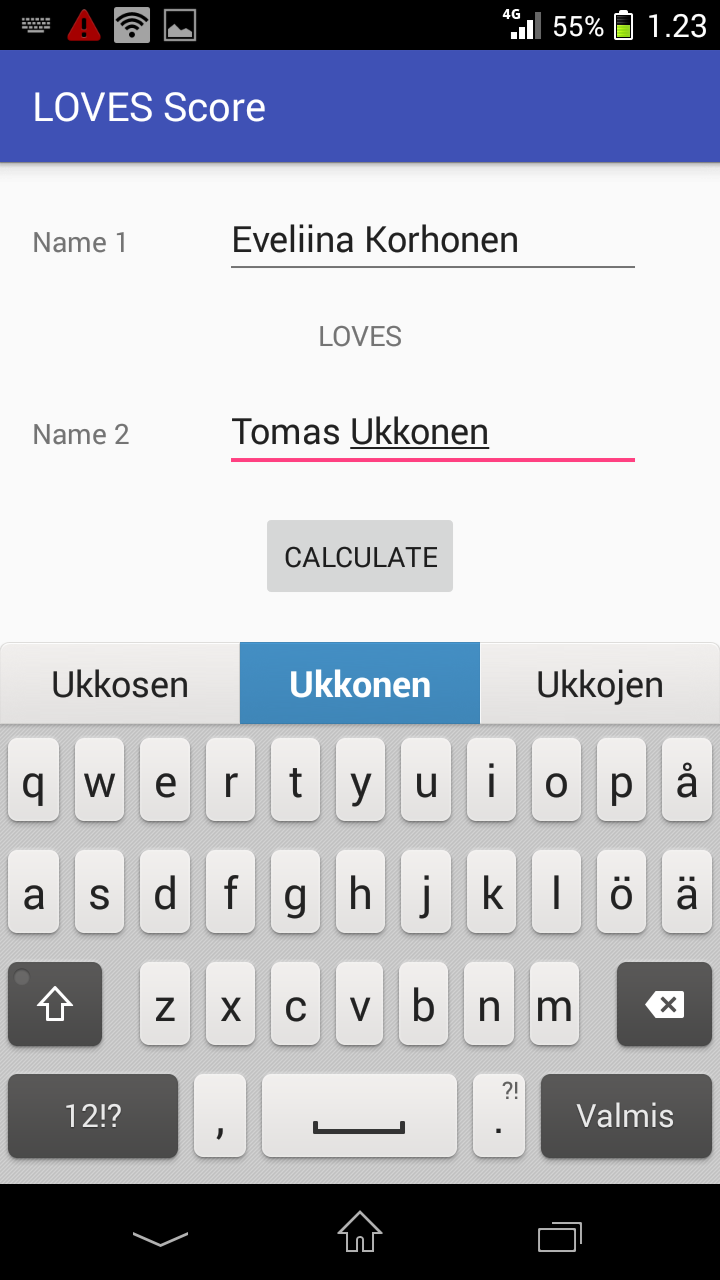 4G 55% 1.23
LOVES Score
Name 1 Eveliina Korhonen
LOVES
Name 2 Tomas Ukkonen
CALCULATE
Ukkosen Ukkonen Ukkojen
q w e r t y u i o p å
a s d f g h j k l ö ä
z x c v b n m
12!? , ?! . Valmis